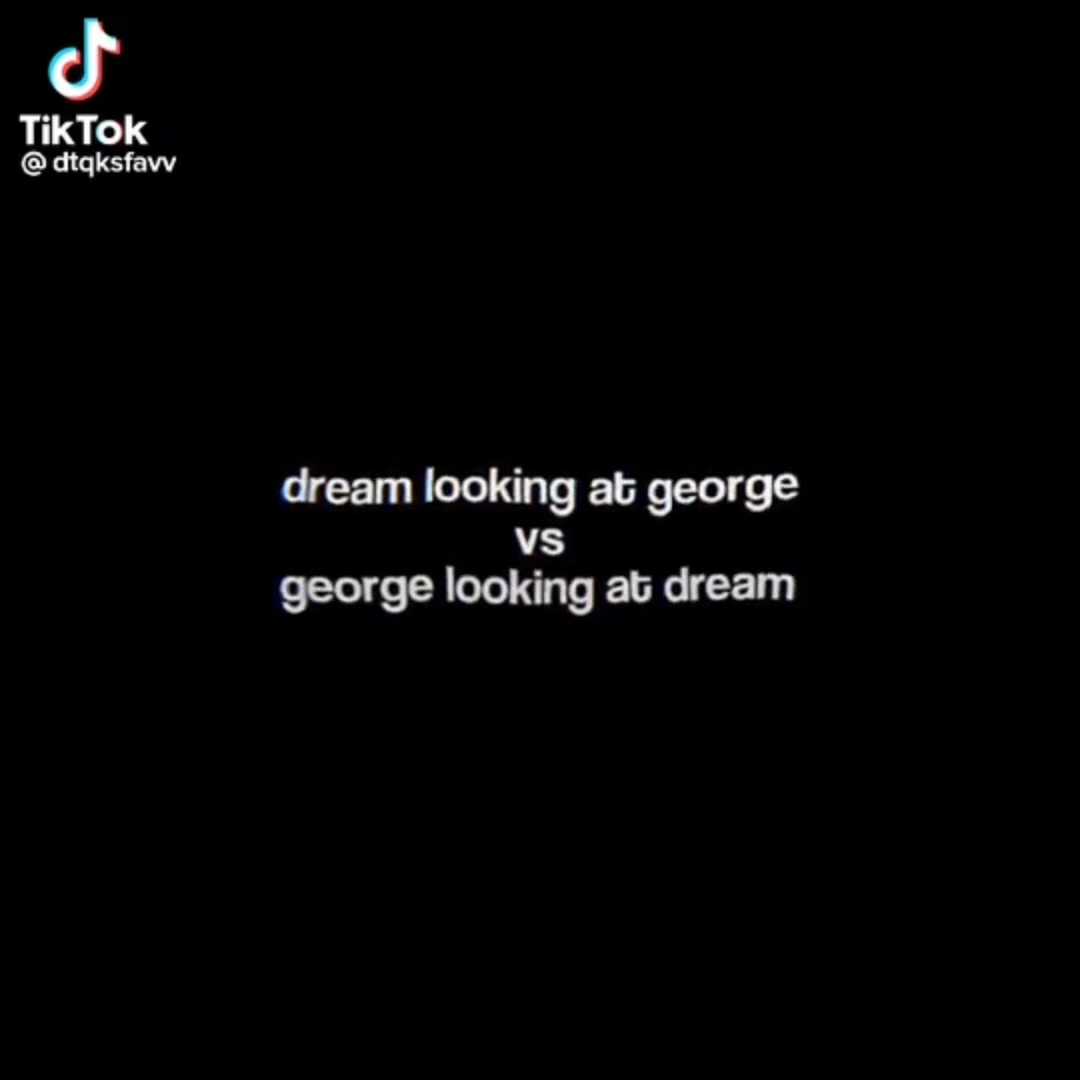 TikTok
@ dtqksfavv
dream looking at george
vs
george looking at dream